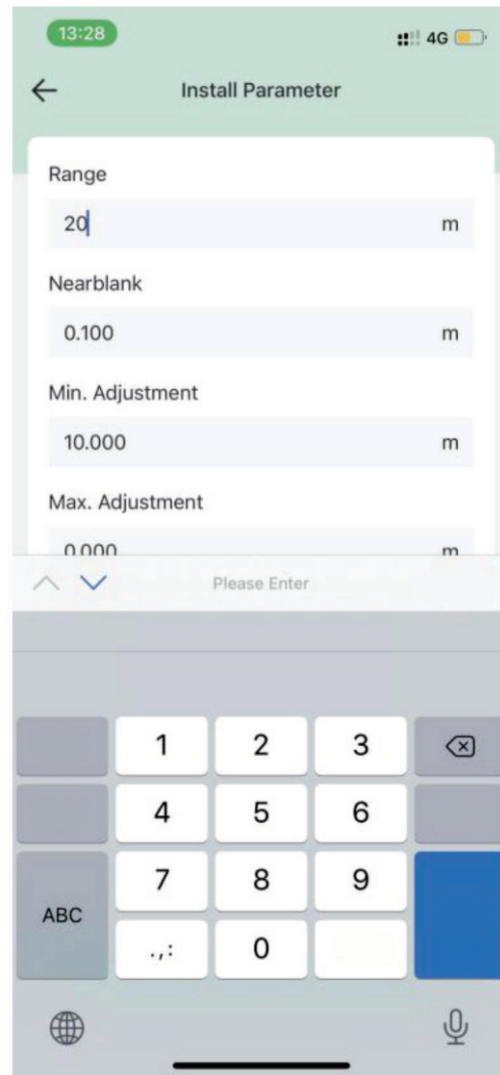 13:28
4G
Install Parameter
Range
20 m
Nearblank
0.100 m
Min. Adjustment
10.000 m
Max. Adjustment
0.000 m
Please Enter
1 2 3
4 5 6
7 8 9
ABC
.,: 0